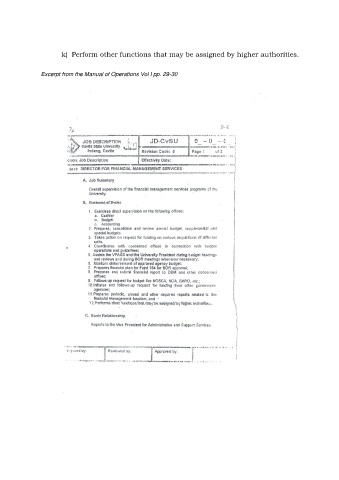 k) Perform other functions that may be assigned by higher authorities.
Excerpt from the Manual of Operations Vol I pp. 29-30
JOB DESCRIPTION
Cavite State University
Indang, Cavite
JD-CvSU
Revision Code: 0
Page 1 of 2
Job Description
Effectivity Date:
DIRECTOR FOR FINANCIAL MANAGEMENT SERVICES
A. Job Summary
Overall supervision of the financial management services programs of the
University.
B. Statement of Duties
1. Exercises direct supervision on the following offices:
a. Cashier
b. Budget
c. Accounting
2. Prepares, consolidates and review annual budget, supplemental and
special budgets
3. Takes action on request for funding on various requisitions of different
units.
4. Coordinates with concerned offices in connection with budget
operations and guidelines;
5. Assists the VPASS and the University President during budget hearings
and reviews and during BOR meetings whenever necessary;
6. Monitors disbursement of approved agency budget;
7. Prepares financial plan for Fund 164 for BOR approval;
8. Prepares and submit financial report to DBM and other concerned
offices;
9. Follows-up request for budget like NOSCA, NCA, SARO, etc.;
10. Initiates and follow-up request for funding from other government
agencies;
11. Prepares periodic, annual and other required reports related to the
financial management function; and
12. Performs other functions that may be assigned by higher authorities.
C. Work Relationship
Reports to the Vice President for Administrative and Support Services
Reviewed by:
Approved by: